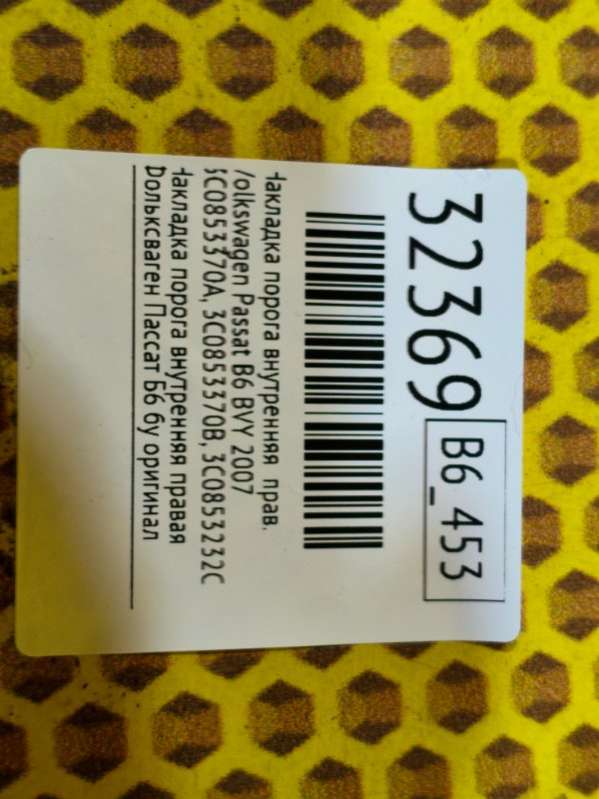 32369
B6_453
Накладка порога внутренняя прав.
Volkswagen Passat B6 BVY 2007
3C0853370A, 3C0853370B, 3C0853232C
Накладка порога внутренняя правая
Вольксваген Пассат Б6 бу оригинал